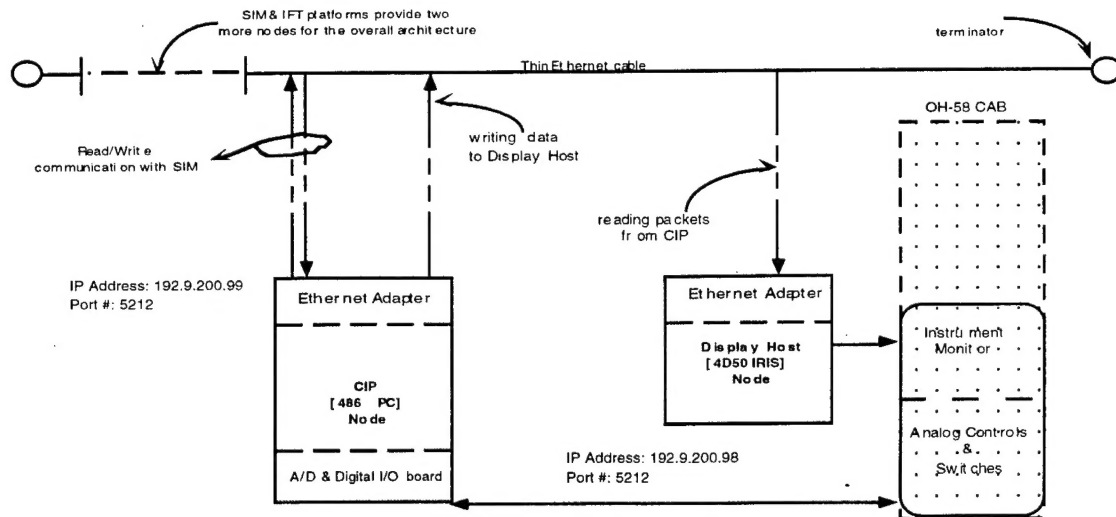 SIM & IFT platforms provide two
more nodes for the overall architecture
terminator
Thin Ethernet cable
OH-58 CAB
Read/Write
communication with SIM
writing data
to Display Host
reading packets
from CIP
IP Address: 192.9.200.99
Port #: 5212
Ethernet Adapter
CIP
[ 486 PC]
Node
A/D & Digital I/O board
Ethernet Adapter
Display Host
[ 4D50 IRIS]
Node
Instrument
Monitor
Analog Controls
&
Switches
IP Address: 192.9.200.98
Port #: 5212